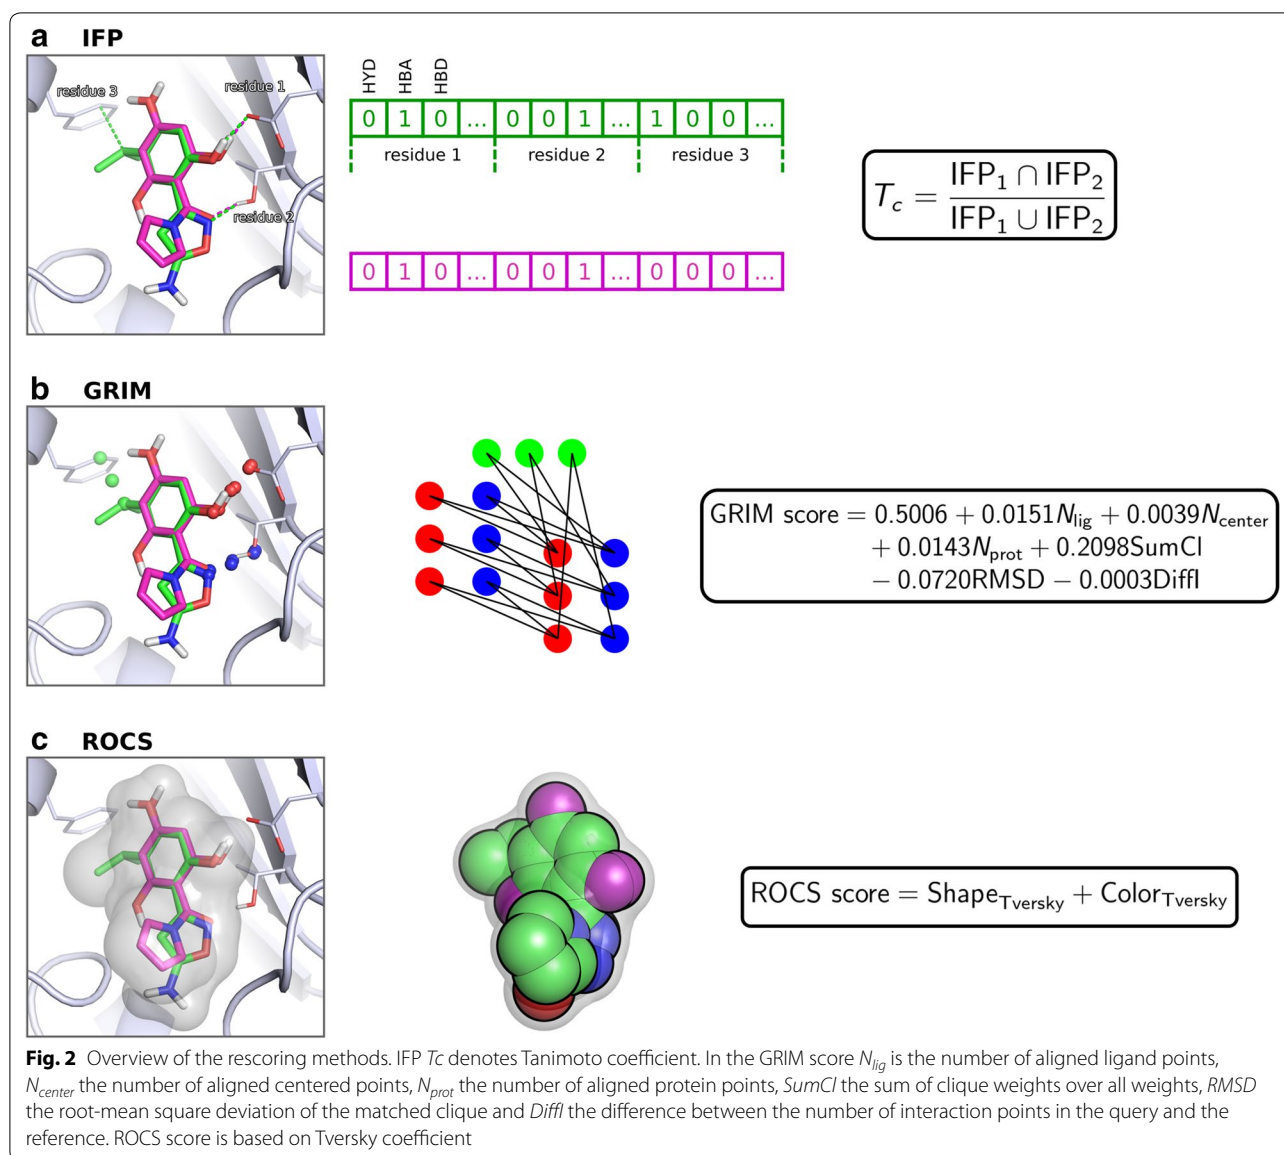 a IFP
residue 3
residue 1
residue 2
HYD HBA HBD
0 1 0 ... 0 0 1 ... 1 0 0 ...
residue 1 residue 2 residue 3
0 1 0 ... 0 0 1 ... 0 0 0 ...
T_c = IFP₁ ∩ IFP₂ / IFP₁ ∪ IFP₂
b GRIM
GRIM score = 0.5006 + 0.0151N_lig + 0.0039N_center
+ 0.0143N_prot + 0.2098SumCl
− 0.0720RMSD − 0.0003DiffI
c ROCS
ROCS score = Shape_Tversky + Color_Tversky
Fig. 2 Overview of the rescoring methods. IFP Tc denotes Tanimoto coefficient. In the GRIM score N_lig is the number of aligned ligand points,
N_center the number of aligned centered points, N_prot the number of aligned protein points, SumCl the sum of clique weights over all weights, RMSD
the root-mean square deviation of the matched clique and DiffI the difference between the number of interaction points in the query and the
reference. ROCS score is based on Tversky coefficient